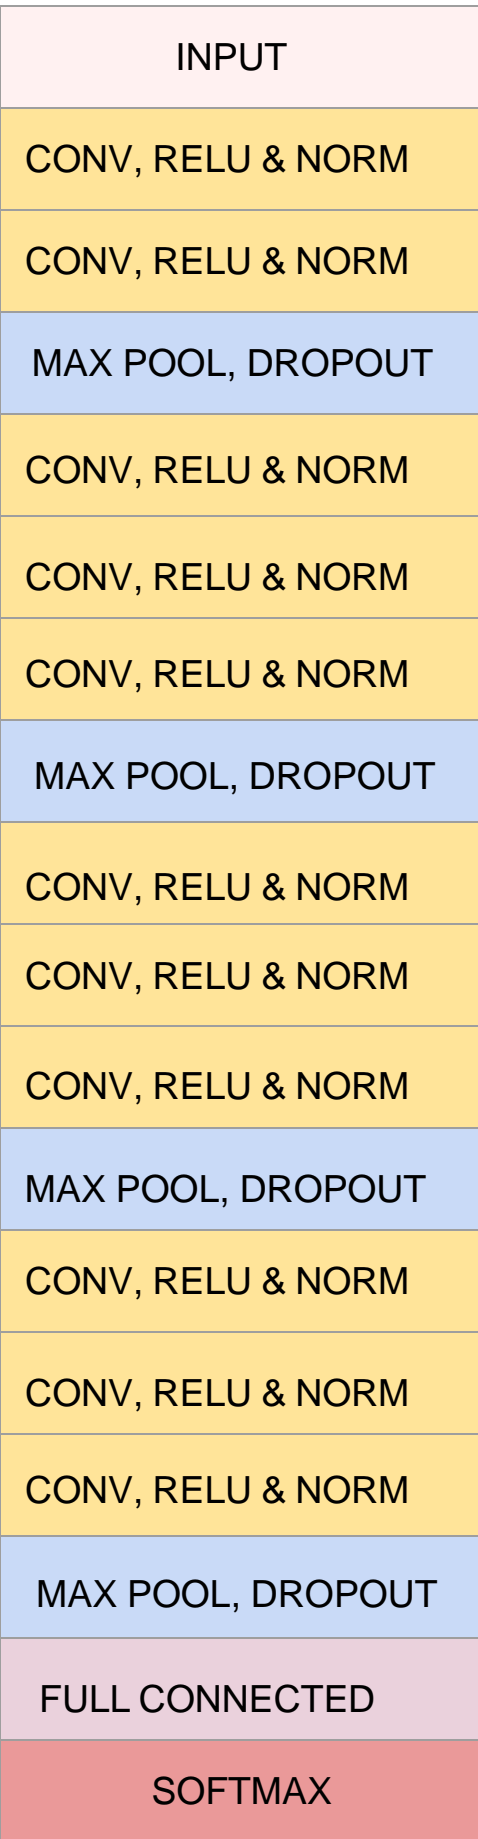 INPUT
CONV, RELU & NORM
CONV, RELU & NORM
MAX POOL, DROPOUT
CONV, RELU & NORM
CONV, RELU & NORM
CONV, RELU & NORM
MAX POOL, DROPOUT
CONV, RELU & NORM
CONV, RELU & NORM
CONV, RELU & NORM
MAX POOL, DROPOUT
CONV, RELU & NORM
CONV, RELU & NORM
CONV, RELU & NORM
MAX POOL, DROPOUT
FULL CONNECTED
SOFTMAX